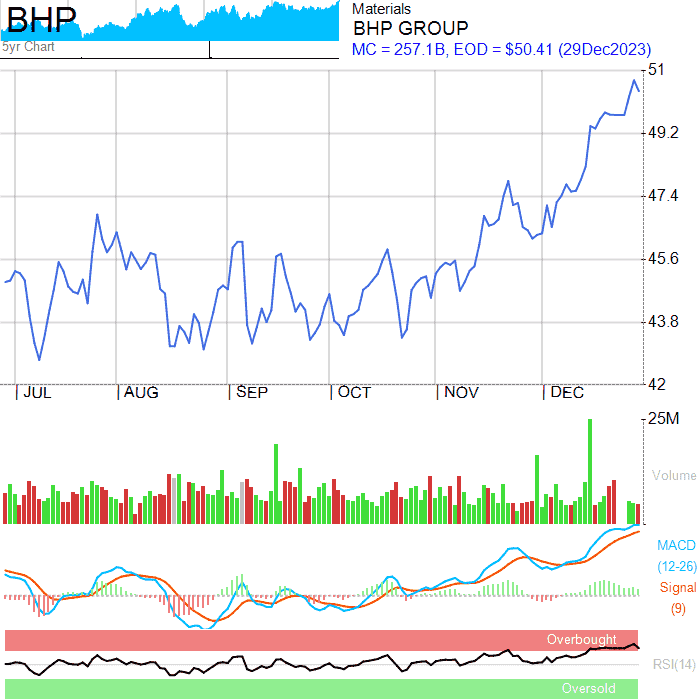 BHP
5yr Chart
Materials
BHP GROUP
MC = 257.1B, EOD = $50.41 (29Dec2023)
51
49.2
47.4
45.6
43.8
42
JUL AUG SEP OCT NOV DEC
25M
Volume
MACD
(12-26)
Signal
(9)
Overbought
RSI(14)
Oversold